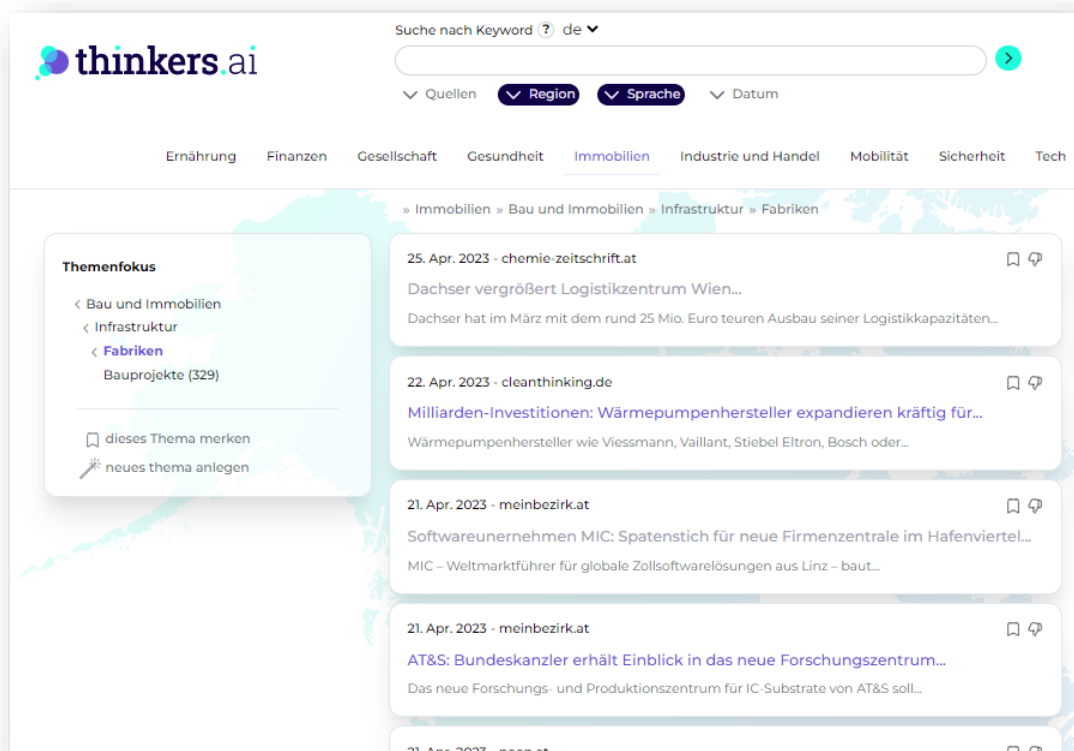 Suche nach Keyword ? de
thinkers.ai
Quellen Region Sprache Datum
Ernährung Finanzen Gesellschaft Gesundheit Immobilien Industrie und Handel Mobilität Sicherheit Tech
» Immobilien » Bau und Immobilien » Infrastruktur » Fabriken
Themenfokus
Bau und Immobilien
Infrastruktur
Fabriken
Bauprojekte (329)
dieses Thema merken
neues thema anlegen
25. Apr. 2023 - chemie-zeitschrift.at
Dachser vergrößert Logistikzentrum Wien...
Dachser hat im März mit dem rund 25 Mio. Euro teuren Ausbau seiner Logistikkapazitäten...
22. Apr. 2023 - cleanthinking.de
Milliarden-Investitionen: Wärmepumpenhersteller expandieren kräftig für...
Wärmepumpenhersteller wie Viessmann, Vaillant, Stiebel Eltron, Bosch oder...
21. Apr. 2023 - meinbezirk.at
Softwareunernehmen MIC: Spatenstich für neue Firmenzentrale im Hafenviertel...
MIC – Weltmarktführer für globale Zollsoftwarelösungen aus Linz – baut...
21. Apr. 2023 - meinbezirk.at
AT&S: Bundeskanzler erhält Einblick in das neue Forschungszentrum...
Das neue Forschungs- und Produktionszentrum für IC-Substrate von AT&S soll...
21. Apr. 2023